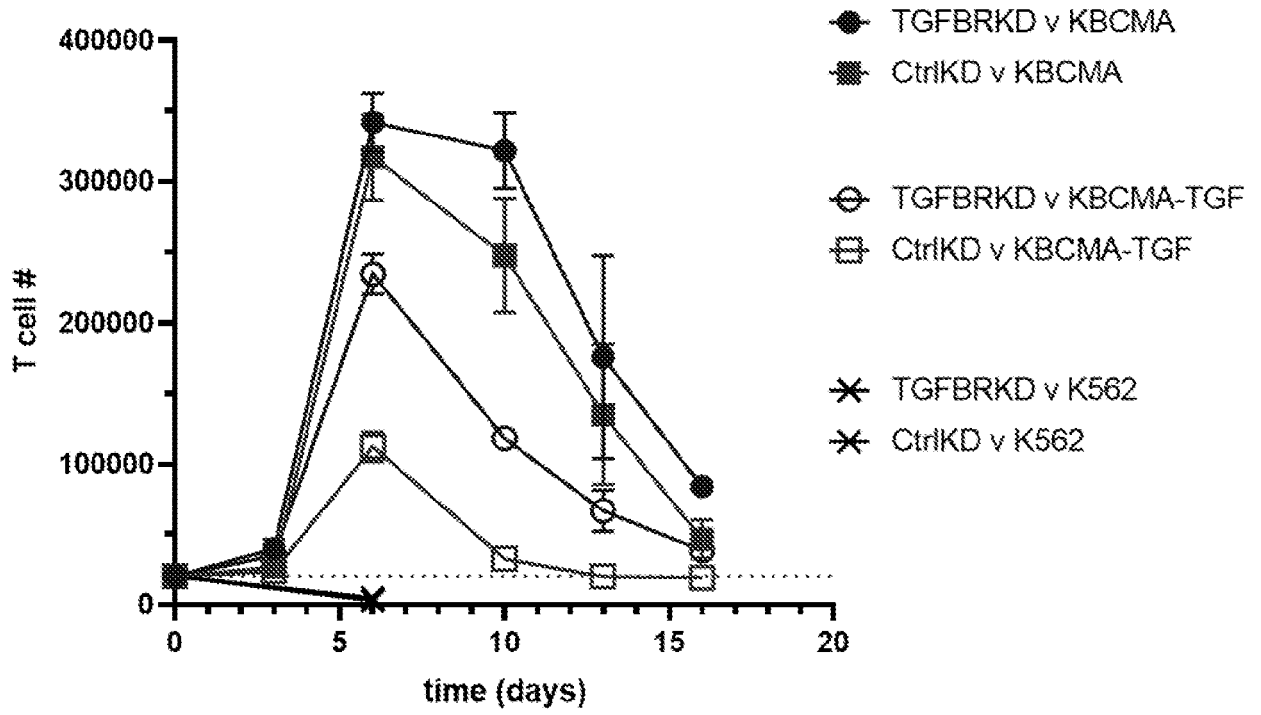 400000
300000
200000
100000
0
T cell #
0 5 10 15 20
time (days)
TGFBRKD v KBCMA
CtrlKD v KBCMA
TGFBRKD v KBCMA-TGF
CtrlKD v KBCMA-TGF
TGFBRKD v K562
CtrlKD v K562